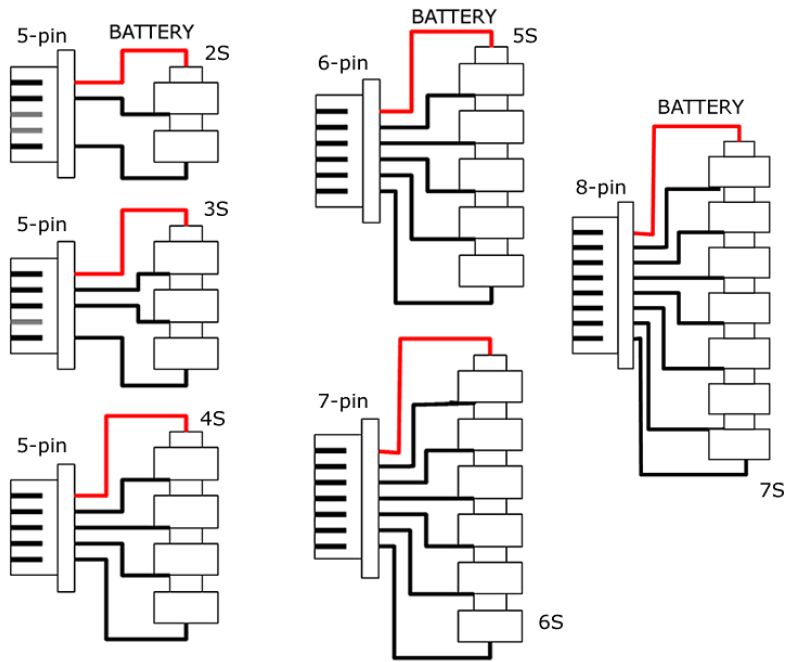 5-pin
BATTERY
2S
5-pin
3S
5-pin
4S
BATTERY
5S
6-pin
7-pin
6S
BATTERY
8-pin
7S